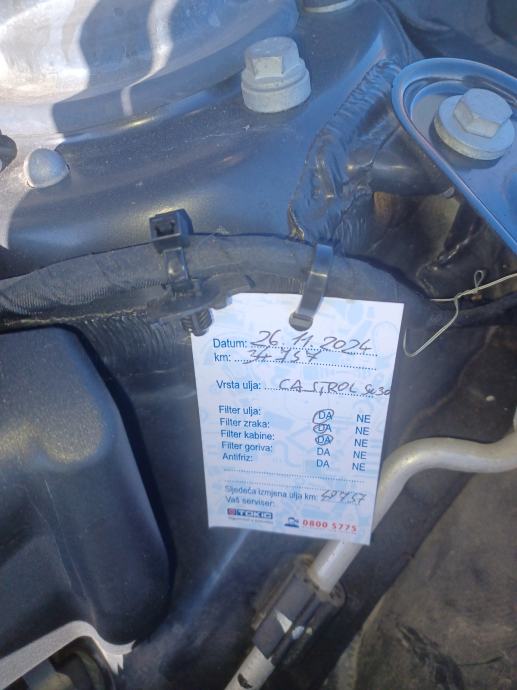 Datum: 26.11.2024
km: 34 757
Vrsta ulja: CASTROL 5w30
Filter ulja: DA NE
Filter zraka: DA NE
Filter kabine: DA NE
Filter goriva: DA NE
Antifriz: DA NE
Sljedeća izmjena ulja km: 49757
Vaš serviser:
TOKIĆ
0800 5775